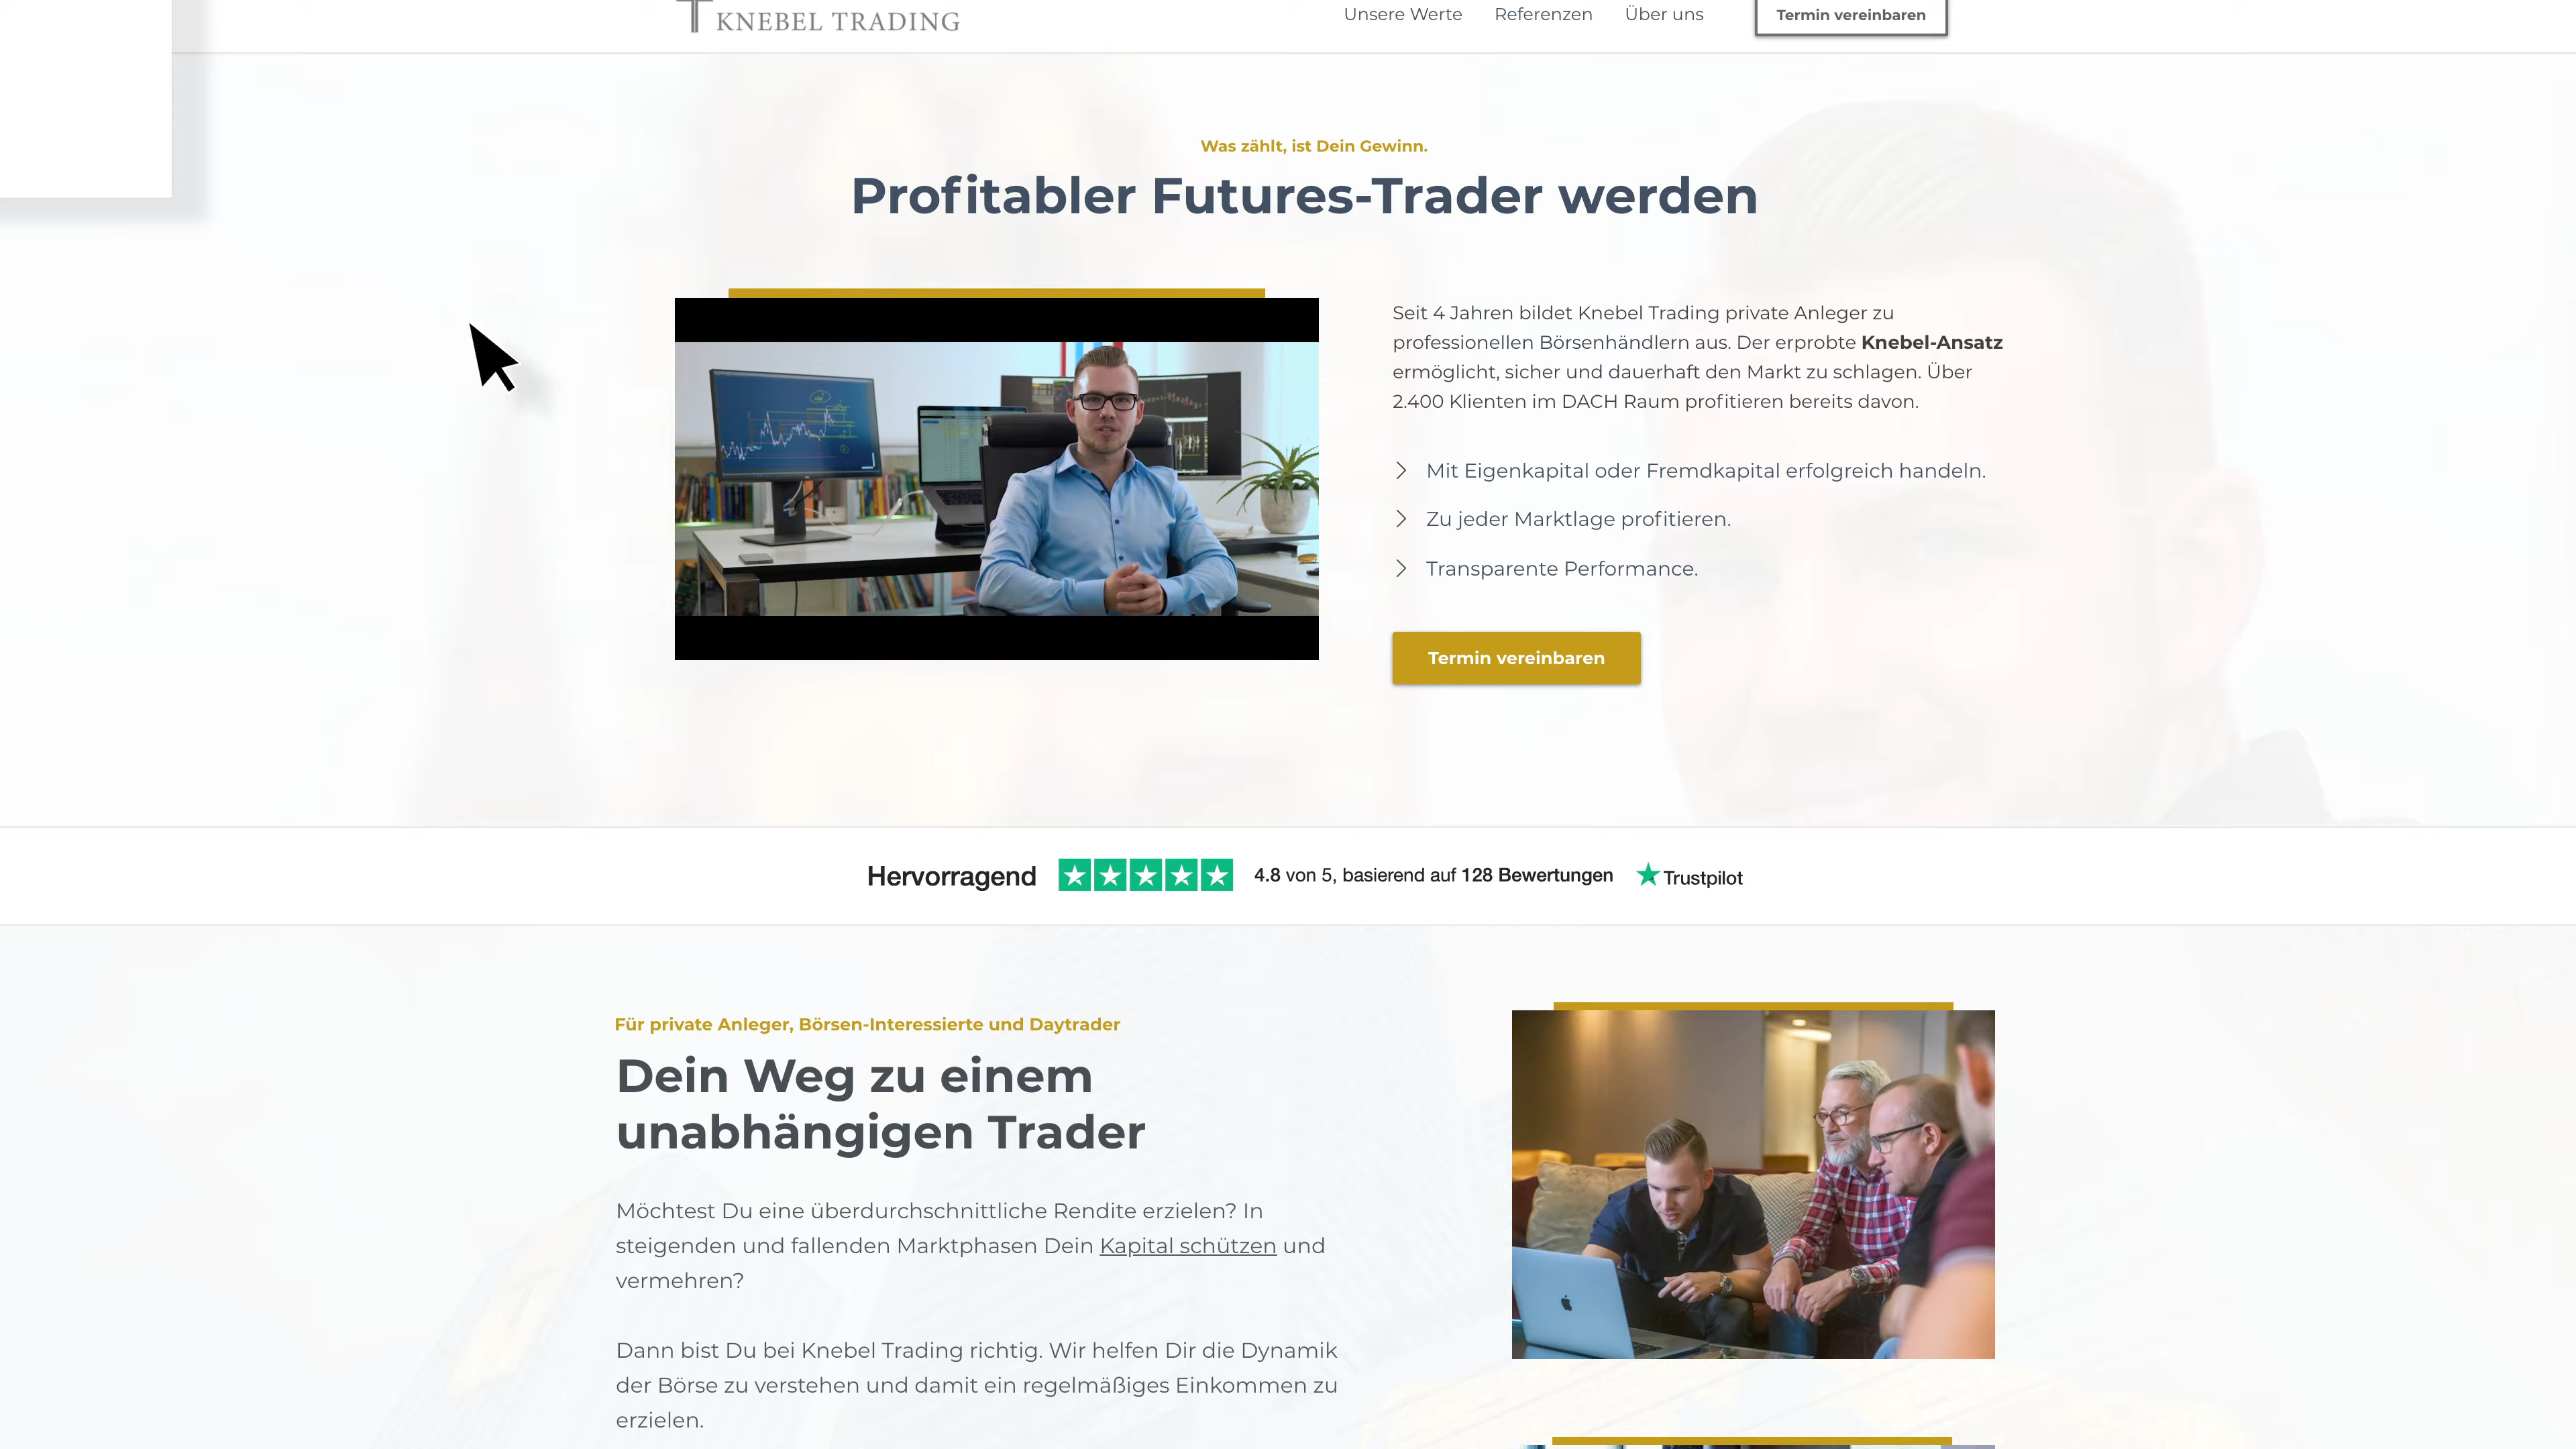 KNEBEL TRADING
Unsere Werte
Referenzen
Über uns
Termin vereinbaren
Was zählt, ist Dein Gewinn.
Profitabler Futures-Trader werden
Seit 4 Jahren bildet Knebel Trading private Anleger zu
professionellen Börsenhändlern aus. Der erprobte Knebel-Ansatz
ermöglicht, sicher und dauerhaft den Markt zu schlagen. Über
2.400 Klienten im DACH Raum profitieren bereits davon.
Mit Eigenkapital oder Fremdkapital erfolgreich handeln.
Zu jeder Marktlage profitieren.
Transparente Performance.
Termin vereinbaren
Hervorragend
4.8 von 5, basierend auf 128 Bewertungen
Trustpilot
Für private Anleger, Börsen-Interessierte und Daytrader
Dein Weg zu einem
unabhängigen Trader
Möchtest Du eine überdurchschnittliche Rendite erzielen? In
steigenden und fallenden Marktphasen Dein Kapital schützen und
vermehren?
Dann bist Du bei Knebel Trading richtig. Wir helfen Dir die Dynamik
der Börse zu verstehen und damit ein regelmäßiges Einkommen zu
erzielen.